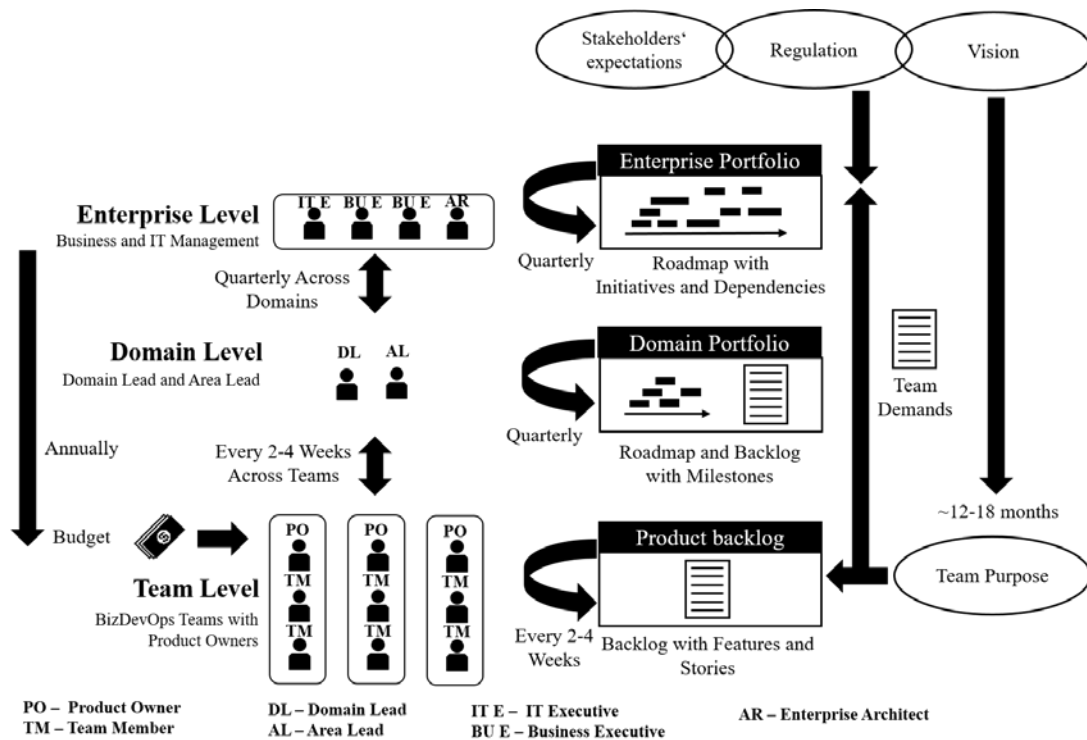 Stakeholders‘
expectations
Regulation
Vision
Enterprise Portfolio
IT E BU E BU E AR
Enterprise Level
Business and IT Management
Quarterly
Roadmap with
Initiatives and Dependencies
Quarterly Across
Domains
Domain Level
Domain Lead and Area Lead
DL AL
Domain Portfolio
Team
Demands
Quarterly
Roadmap and Backlog
with Milestones
Annually
Every 2-4 Weeks
Across Teams
~12-18 months
Budget
PO PO PO
Product backlog
Team Purpose
TM TM TM
Team Level
BizDevOps Teams with
Product Owners
TM TM TM
Every 2-4
Weeks
Backlog with Features and
Stories
PO – Product Owner
TM – Team Member
DL – Domain Lead
AL – Area Lead
IT E – IT Executive
BU E – Business Executive
AR – Enterprise Architect